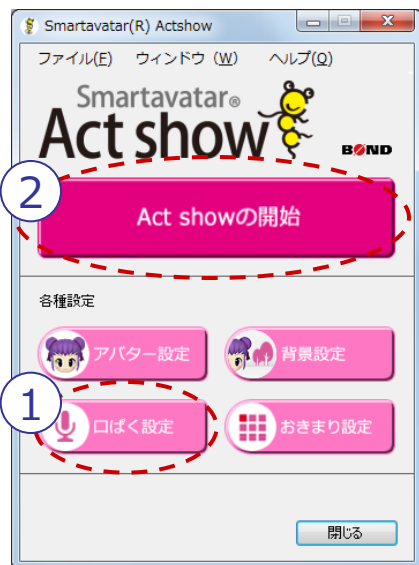 Smartavatar(R) Actshow
ファイル(F) ウィンドウ (W) ヘルプ(Q)
Smartavatar®
Act show
BOND
2
Act showの開始
各種設定
アバター設定 背景設定
1
口ぱく設定 おきまり設定
閉じる